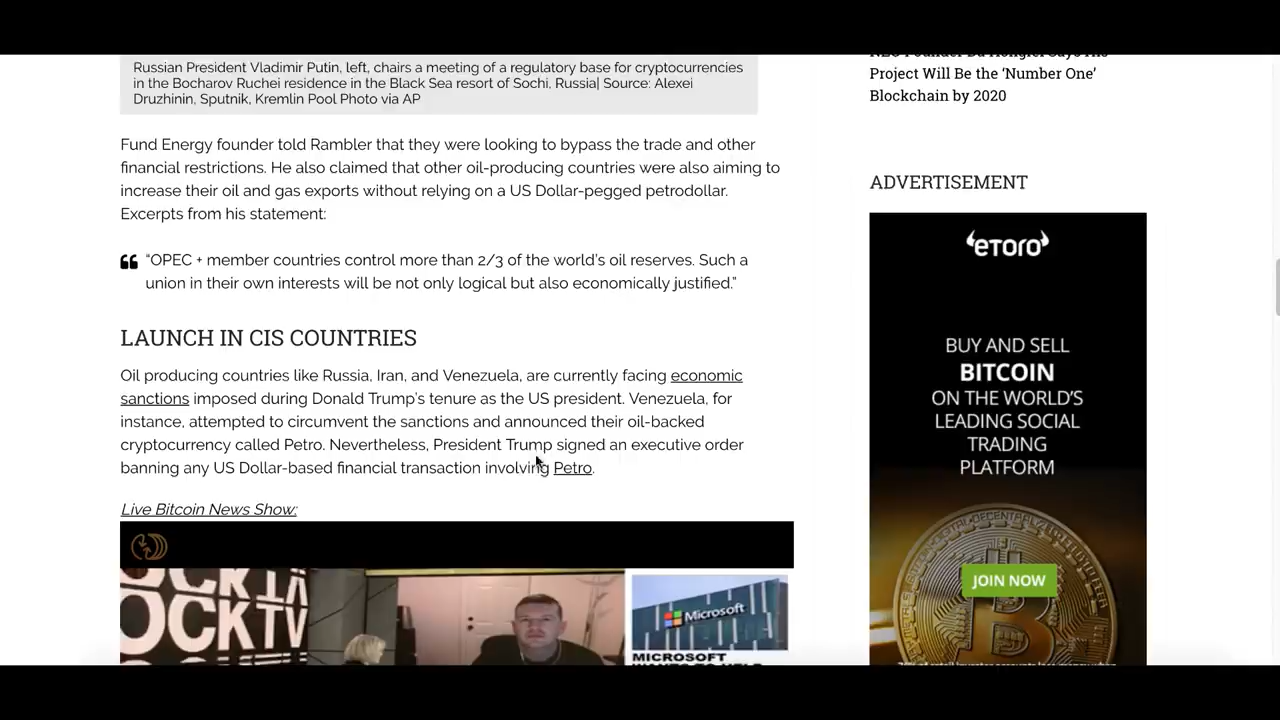 Russian President Vladimir Putin, left, chairs a meeting of a regulatory base for cryptocurrencies
in the Bocharov Ruchei residence in the Black Sea resort of Sochi, Russia| Source: Alexei
Druzhinin, Sputnik, Kremlin Pool Photo via AP
Fund Energy founder told Rambler that they were looking to bypass the trade and other
financial restrictions. He also claimed that other oil-producing countries were also aiming to
increase their oil and gas exports without relying on a US Dollar-pegged petrodollar.
Excerpts from his statement:
“OPEC + member countries control more than 2/3 of the world’s oil reserves. Such a
union in their own interests will be not only logical but also economically justified.”
LAUNCH IN CIS COUNTRIES
Oil producing countries like Russia, Iran, and Venezuela, are currently facing economic
sanctions imposed during Donald Trump’s tenure as the US president. Venezuela, for
instance, attempted to circumvent the sanctions and announced their oil-backed
cryptocurrency called Petro. Nevertheless, President Trump signed an executive order
banning any US Dollar-based financial transaction involving Petro.
Live Bitcoin News Show:
OCKTV
Microsoft
MICROSOFT
Project Will Be the ‘Number One’
Blockchain by 2020
ADVERTISEMENT
eToro
BUY AND SELL
BITCOIN
ON THE WORLD’S
LEADING SOCIAL
TRADING
PLATFORM
JOIN NOW